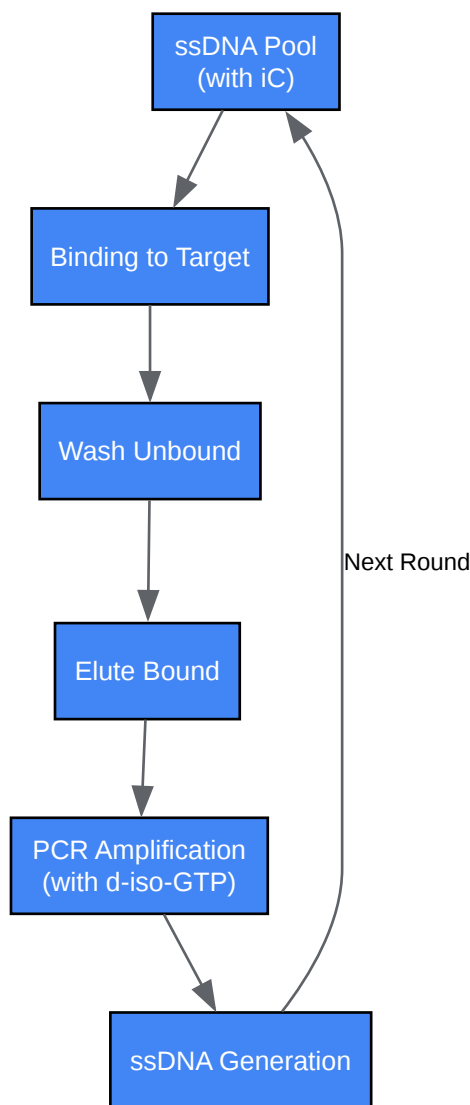 ssDNA Pool
(with iC)
Binding to Target
Wash Unbound
Next Round
Elute Bound
PCR Amplification
(with d-iso-GTP)
ssDNA Generation